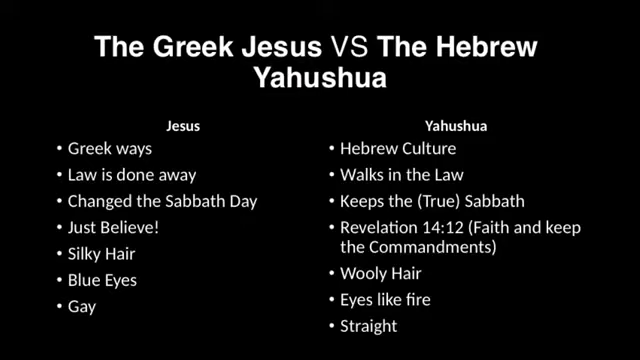 The Greek Jesus VS The Hebrew
Yahushua
Jesus
• Greek ways
• Law is done away
• Changed the Sabbath Day
• Just Believe!
• Silky Hair
• Blue Eyes
• Gay
Yahushua
• Hebrew Culture
• Walks in the Law
• Keeps the (True) Sabbath
• Revelation 14:12 (Faith and keep
the Commandments)
• Wooly Hair
• Eyes like fire
• Straight